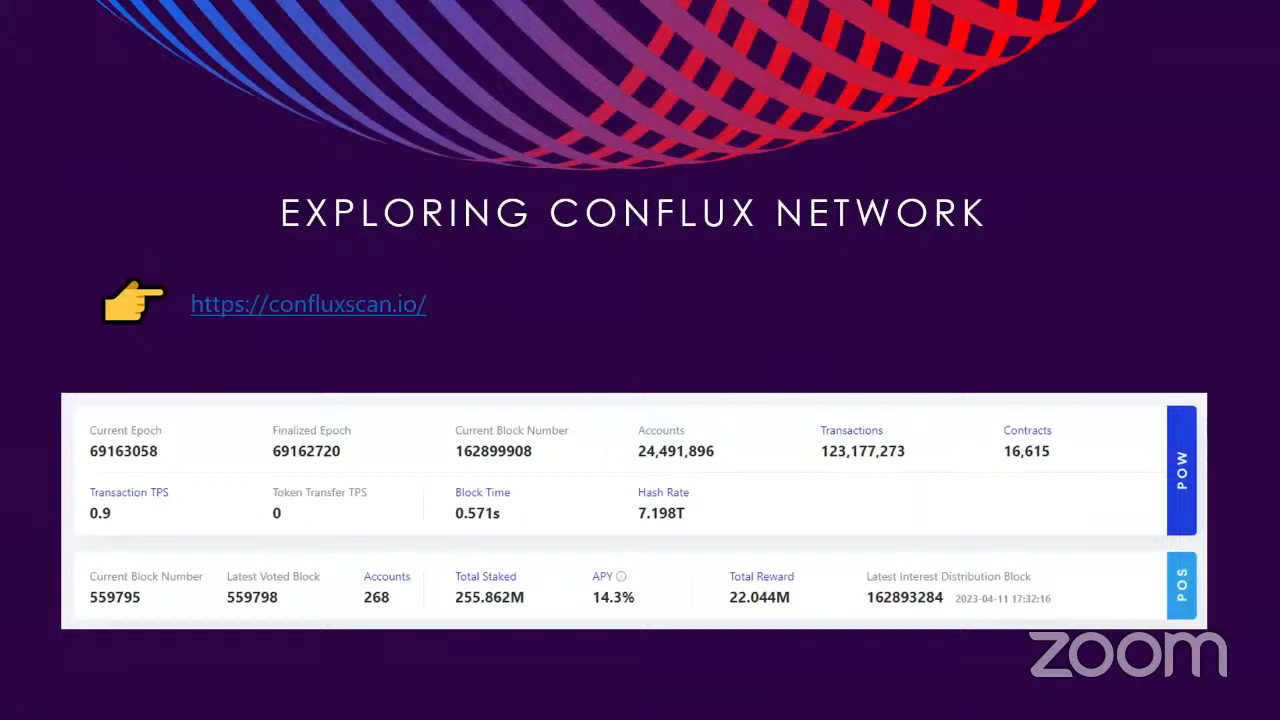 EXPLORING CONFLUX NETWORK
https://confluxscan.io/
Current Epoch Finalized Epoch Current Block Number Accounts Transactions Contracts
69163058 69162720 162899908 24,491,896 123,177,273 16,615
Transaction TPS Token Transfer TPS Block Time Hash Rate
0.9 0 0.571s 7.198T
POW
Current Block Number Latest Voted Block Accounts Total Staked APY Total Reward Latest Interest Distribution Block
559795 559798 268 255.862M 14.3% 22.044M 162893284 2023-04-11 17:32:16
POS
zoom